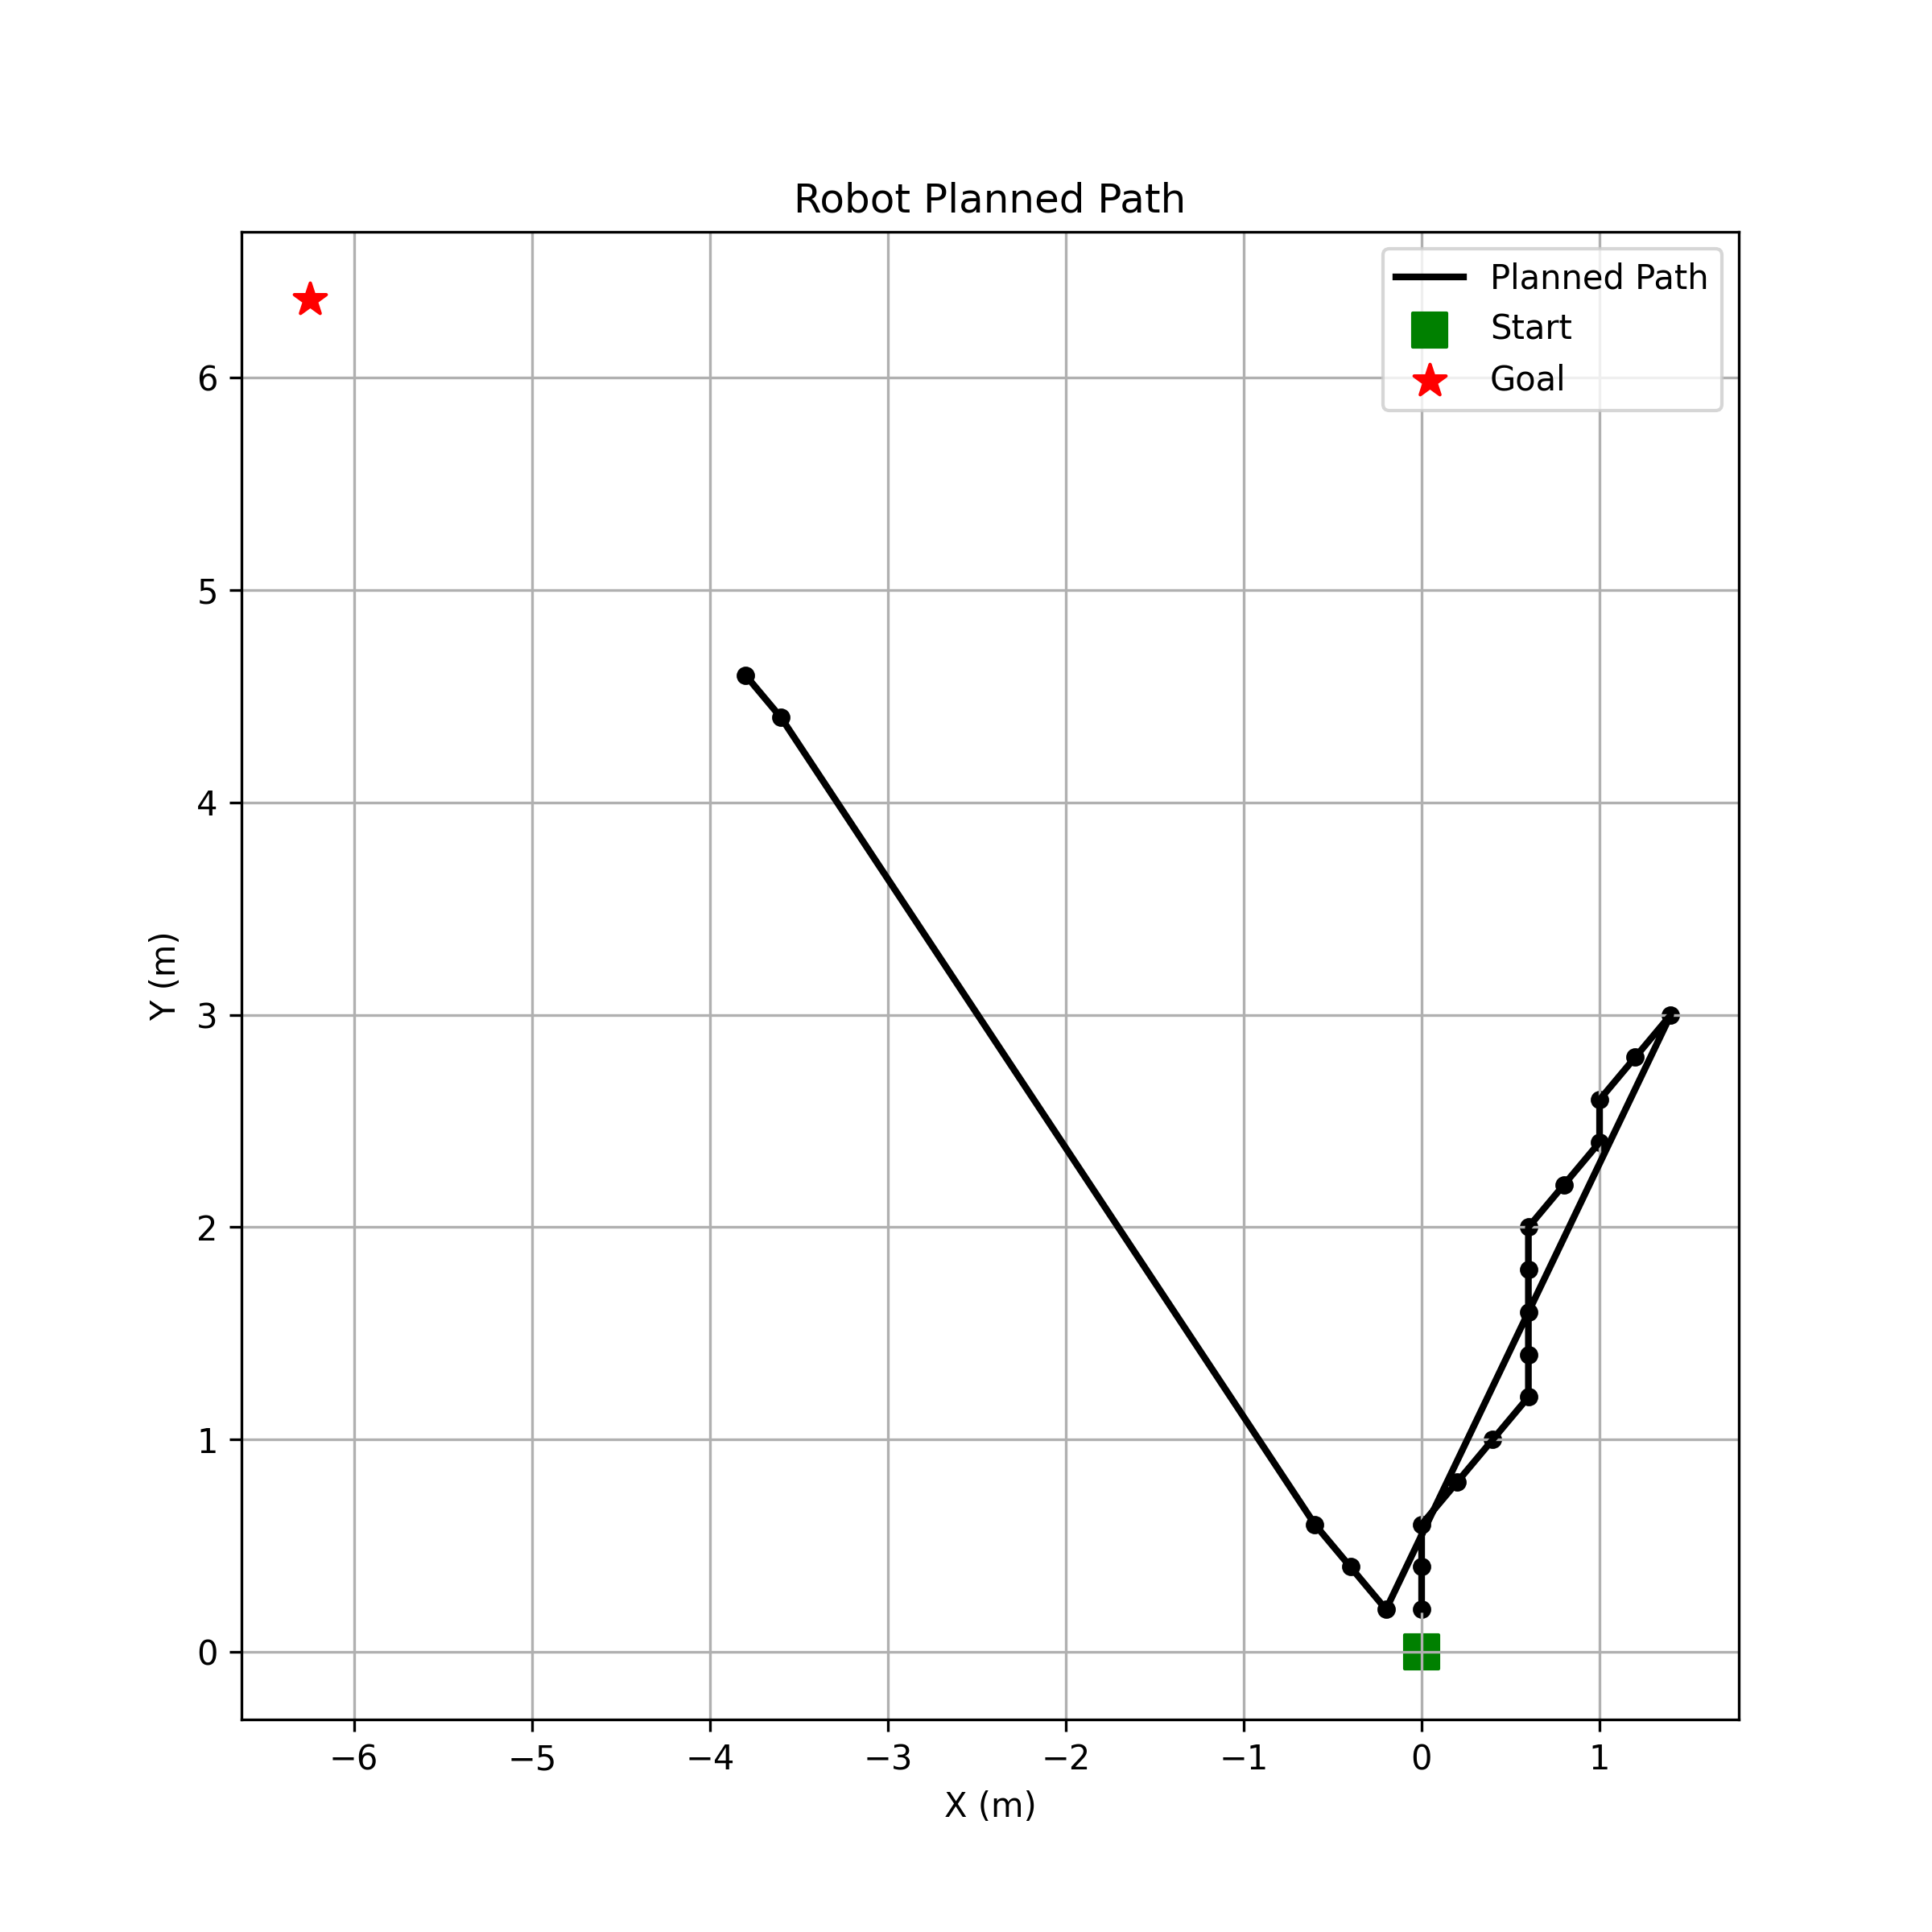 Robot Planned Path
Planned Path
Start
Goal
6
5
4
3
2
1
0
Y (m)
−6 −5 −4 −3 −2 −1 0 1
X (m)